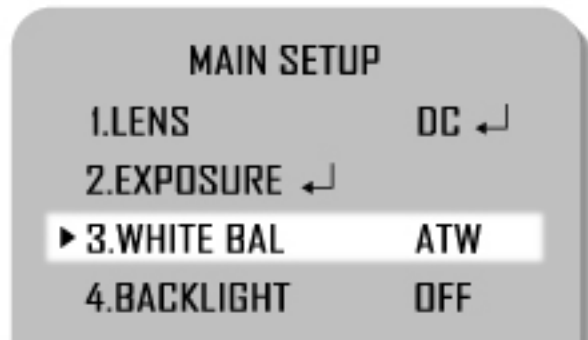 MAIN SETUP
1.LENS DC ↵
2.EXPOSURE ↵
▶ 3.WHITE BAL ATW
4.BACKLIGHT OFF